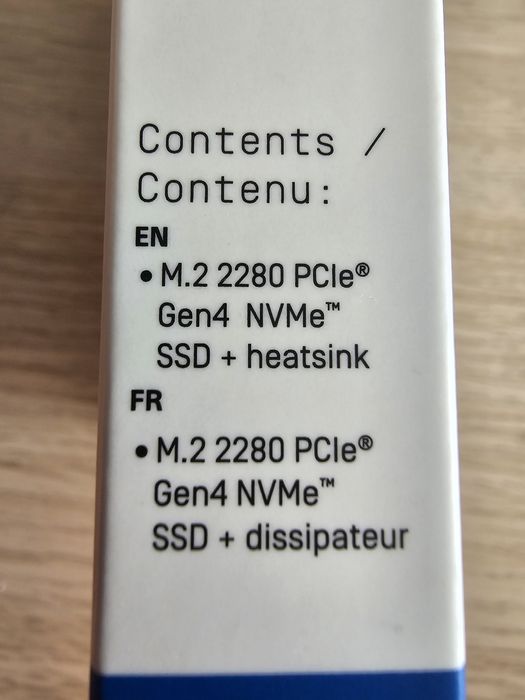 Contents /
Contenu:
EN
• M.2 2280 PCIe®
Gen4 NVMe™
SSD + heatsink
FR
• M.2 2280 PCIe®
Gen4 NVMe™
SSD + dissipateur